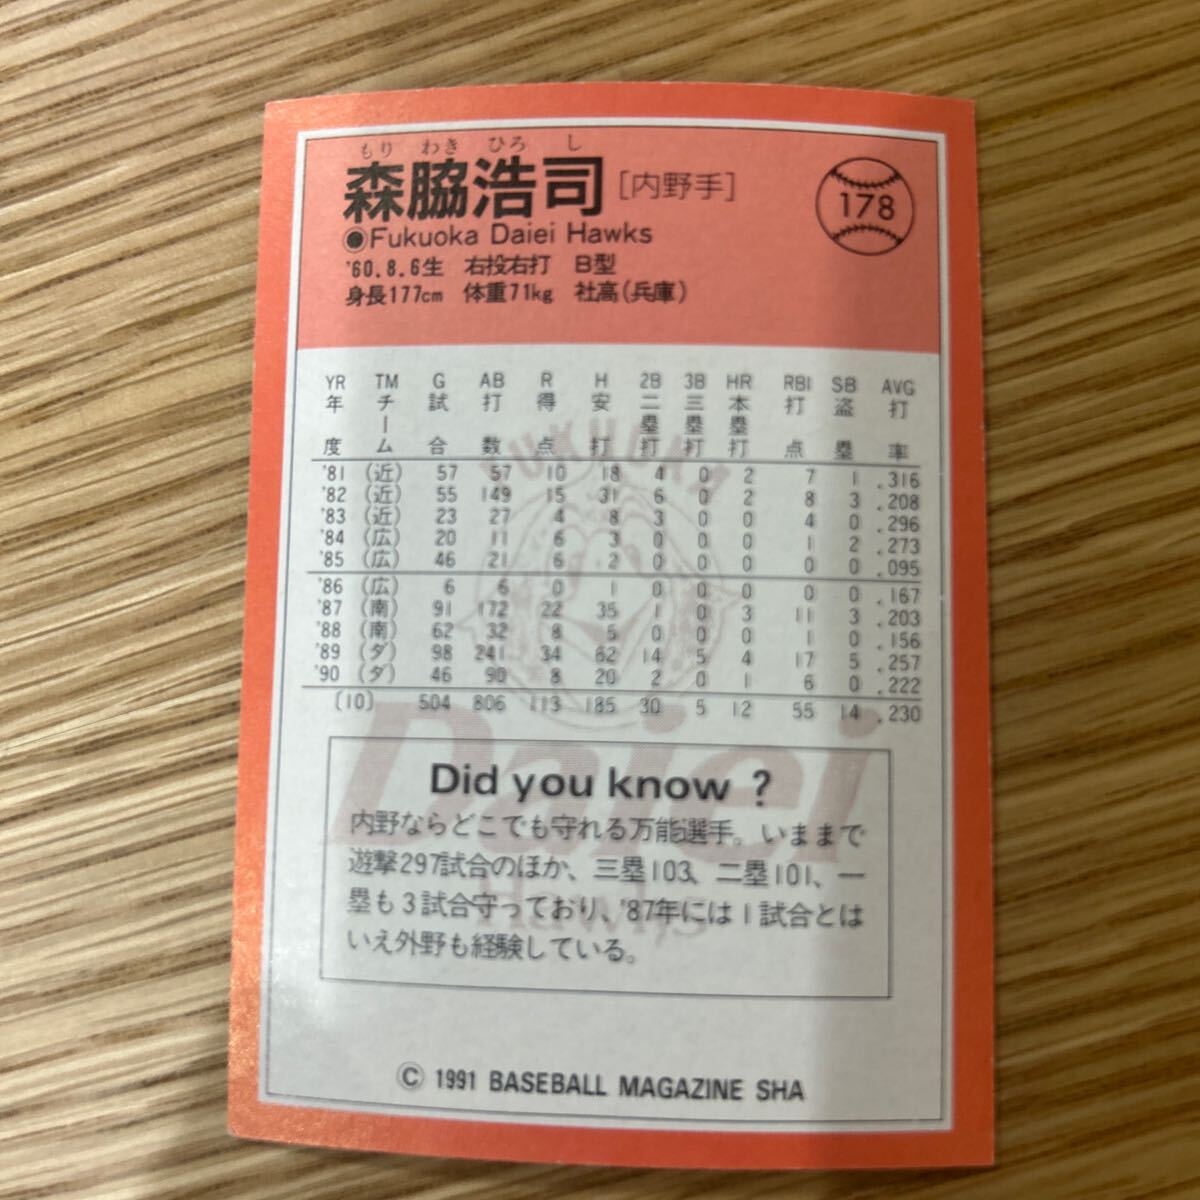 もり わき ひろ し
森脇浩司 [内野手]
178
◉Fukuoka Daiei Hawks
'60.8.6生 右投右打 B型
身長177cm 体重71kg 社高(兵庫)
YR TM G AB R H 2B 3B HR RBI SB AVG
年度 チーム 試合 打数 得点 安打 二塁打 三塁打 本塁打 打点 盗塁 打率
'81 (近) 57 57 10 18 4 0 2 7 1 .316
'82 (近) 55 149 15 31 6 0 2 8 3 .208
'83 (近) 23 27 4 8 3 0 0 4 0 .296
'84 (広) 20 11 6 3 0 0 0 1 2 .273
'85 (広) 46 21 6 2 0 0 0 0 0 .095
'86 (広) 6 6 0 1 0 0 0 0 0 .167
'87 (南) 91 172 22 35 1 0 3 11 3 .203
'88 (南) 62 32 8 5 0 0 0 1 0 .156
'89 (ダ) 98 241 34 62 14 5 4 17 5 .257
'90 (ダ) 46 90 8 20 2 0 1 6 0 .222
[10] 504 806 113 185 30 5 12 55 14 .230
FUKUOKA
Daiei
Hawks
Did you know ?
内野ならどこでも守れる万能選手。いままで
遊撃297試合のほか、三塁103、二塁101、一
塁も3試合守っており、'87年には1試合とは
いえ外野も経験している。
© 1991 BASEBALL MAGAZINE SHA